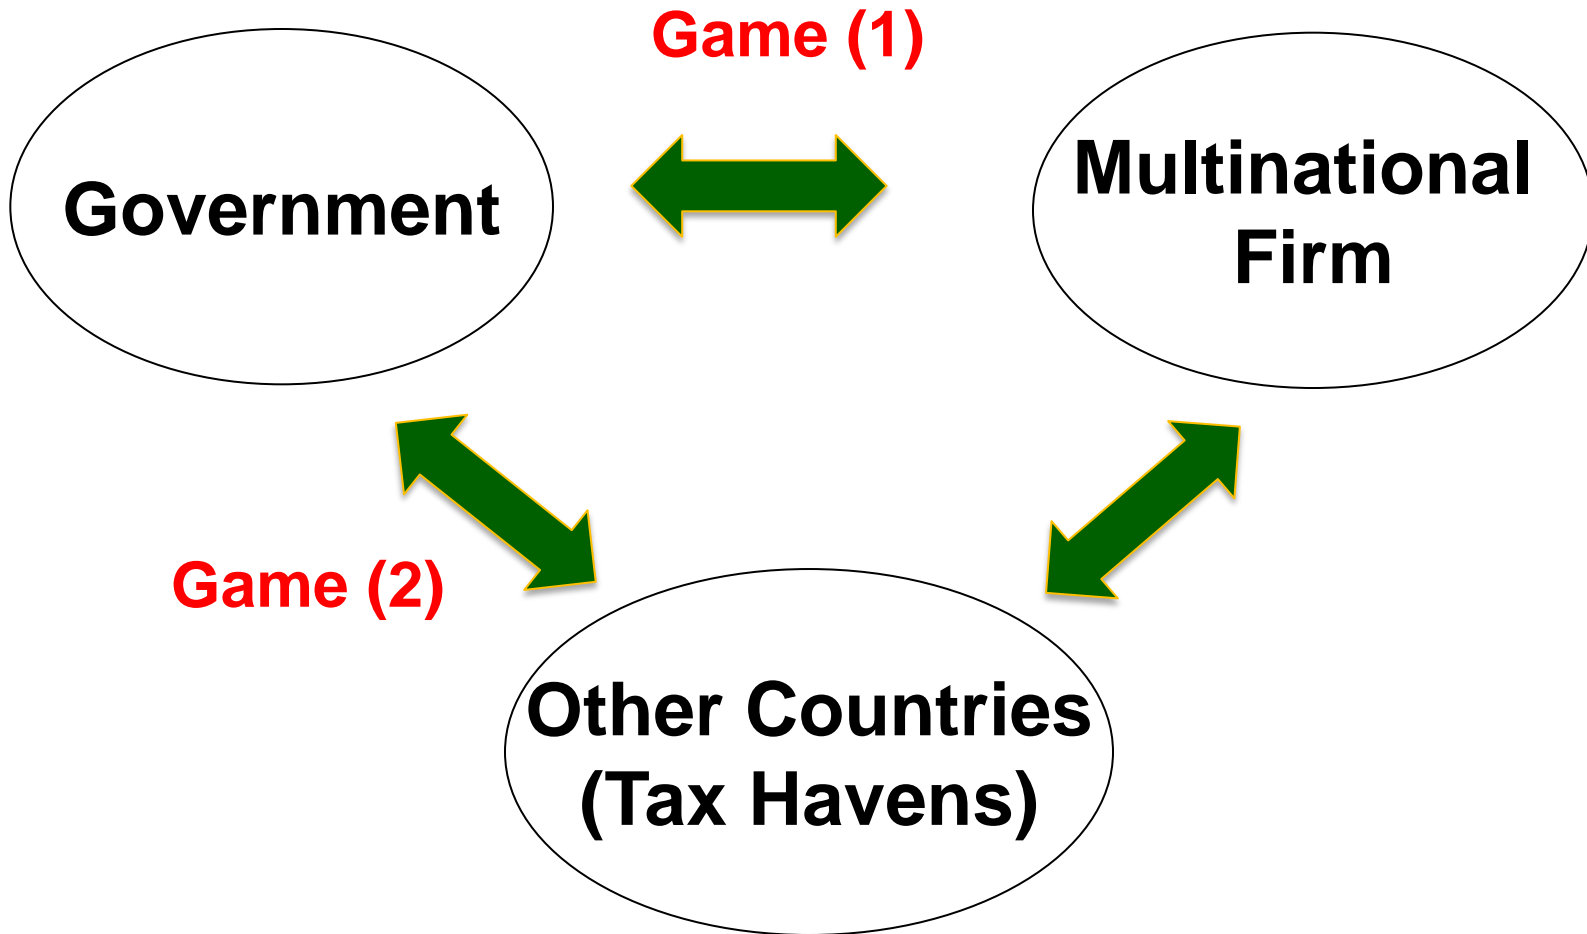 Game (1)
Government
Multinational
Firm
Game (2)
Other Countries
(Tax Havens)